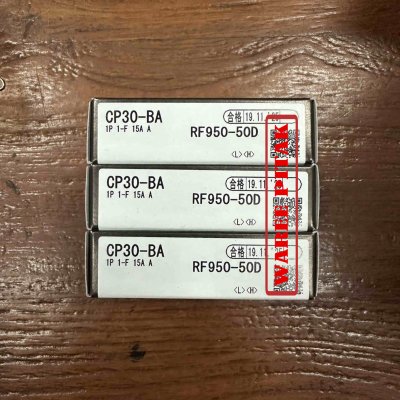 CP30-BA
1P 1-F 15A A
合格 19.11
RF950-50D
<L> <H>
CP30-BA
1P 1-F 15A A
合格 19.11
RF950-50D
<L> <H>
CP30-BA
1P 1-F 15A A
合格 19.11
RF950-50D
<L> <H>